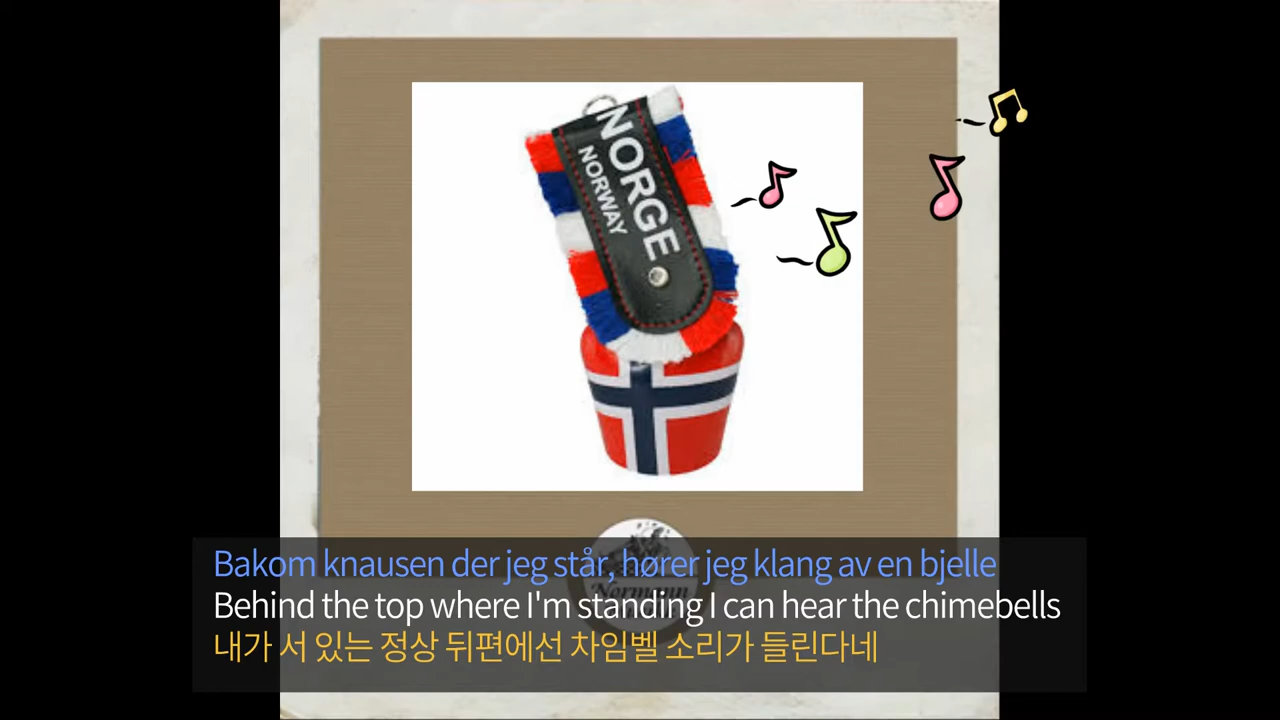 NORGE
NORWAY
Normann
Bakom knausen der jeg står, hører jeg klang av en bjelle
Behind the top where I'm standing I can hear the chimebells
내가 서 있는 정상 뒤편에선 차임벨 소리가 들린다네